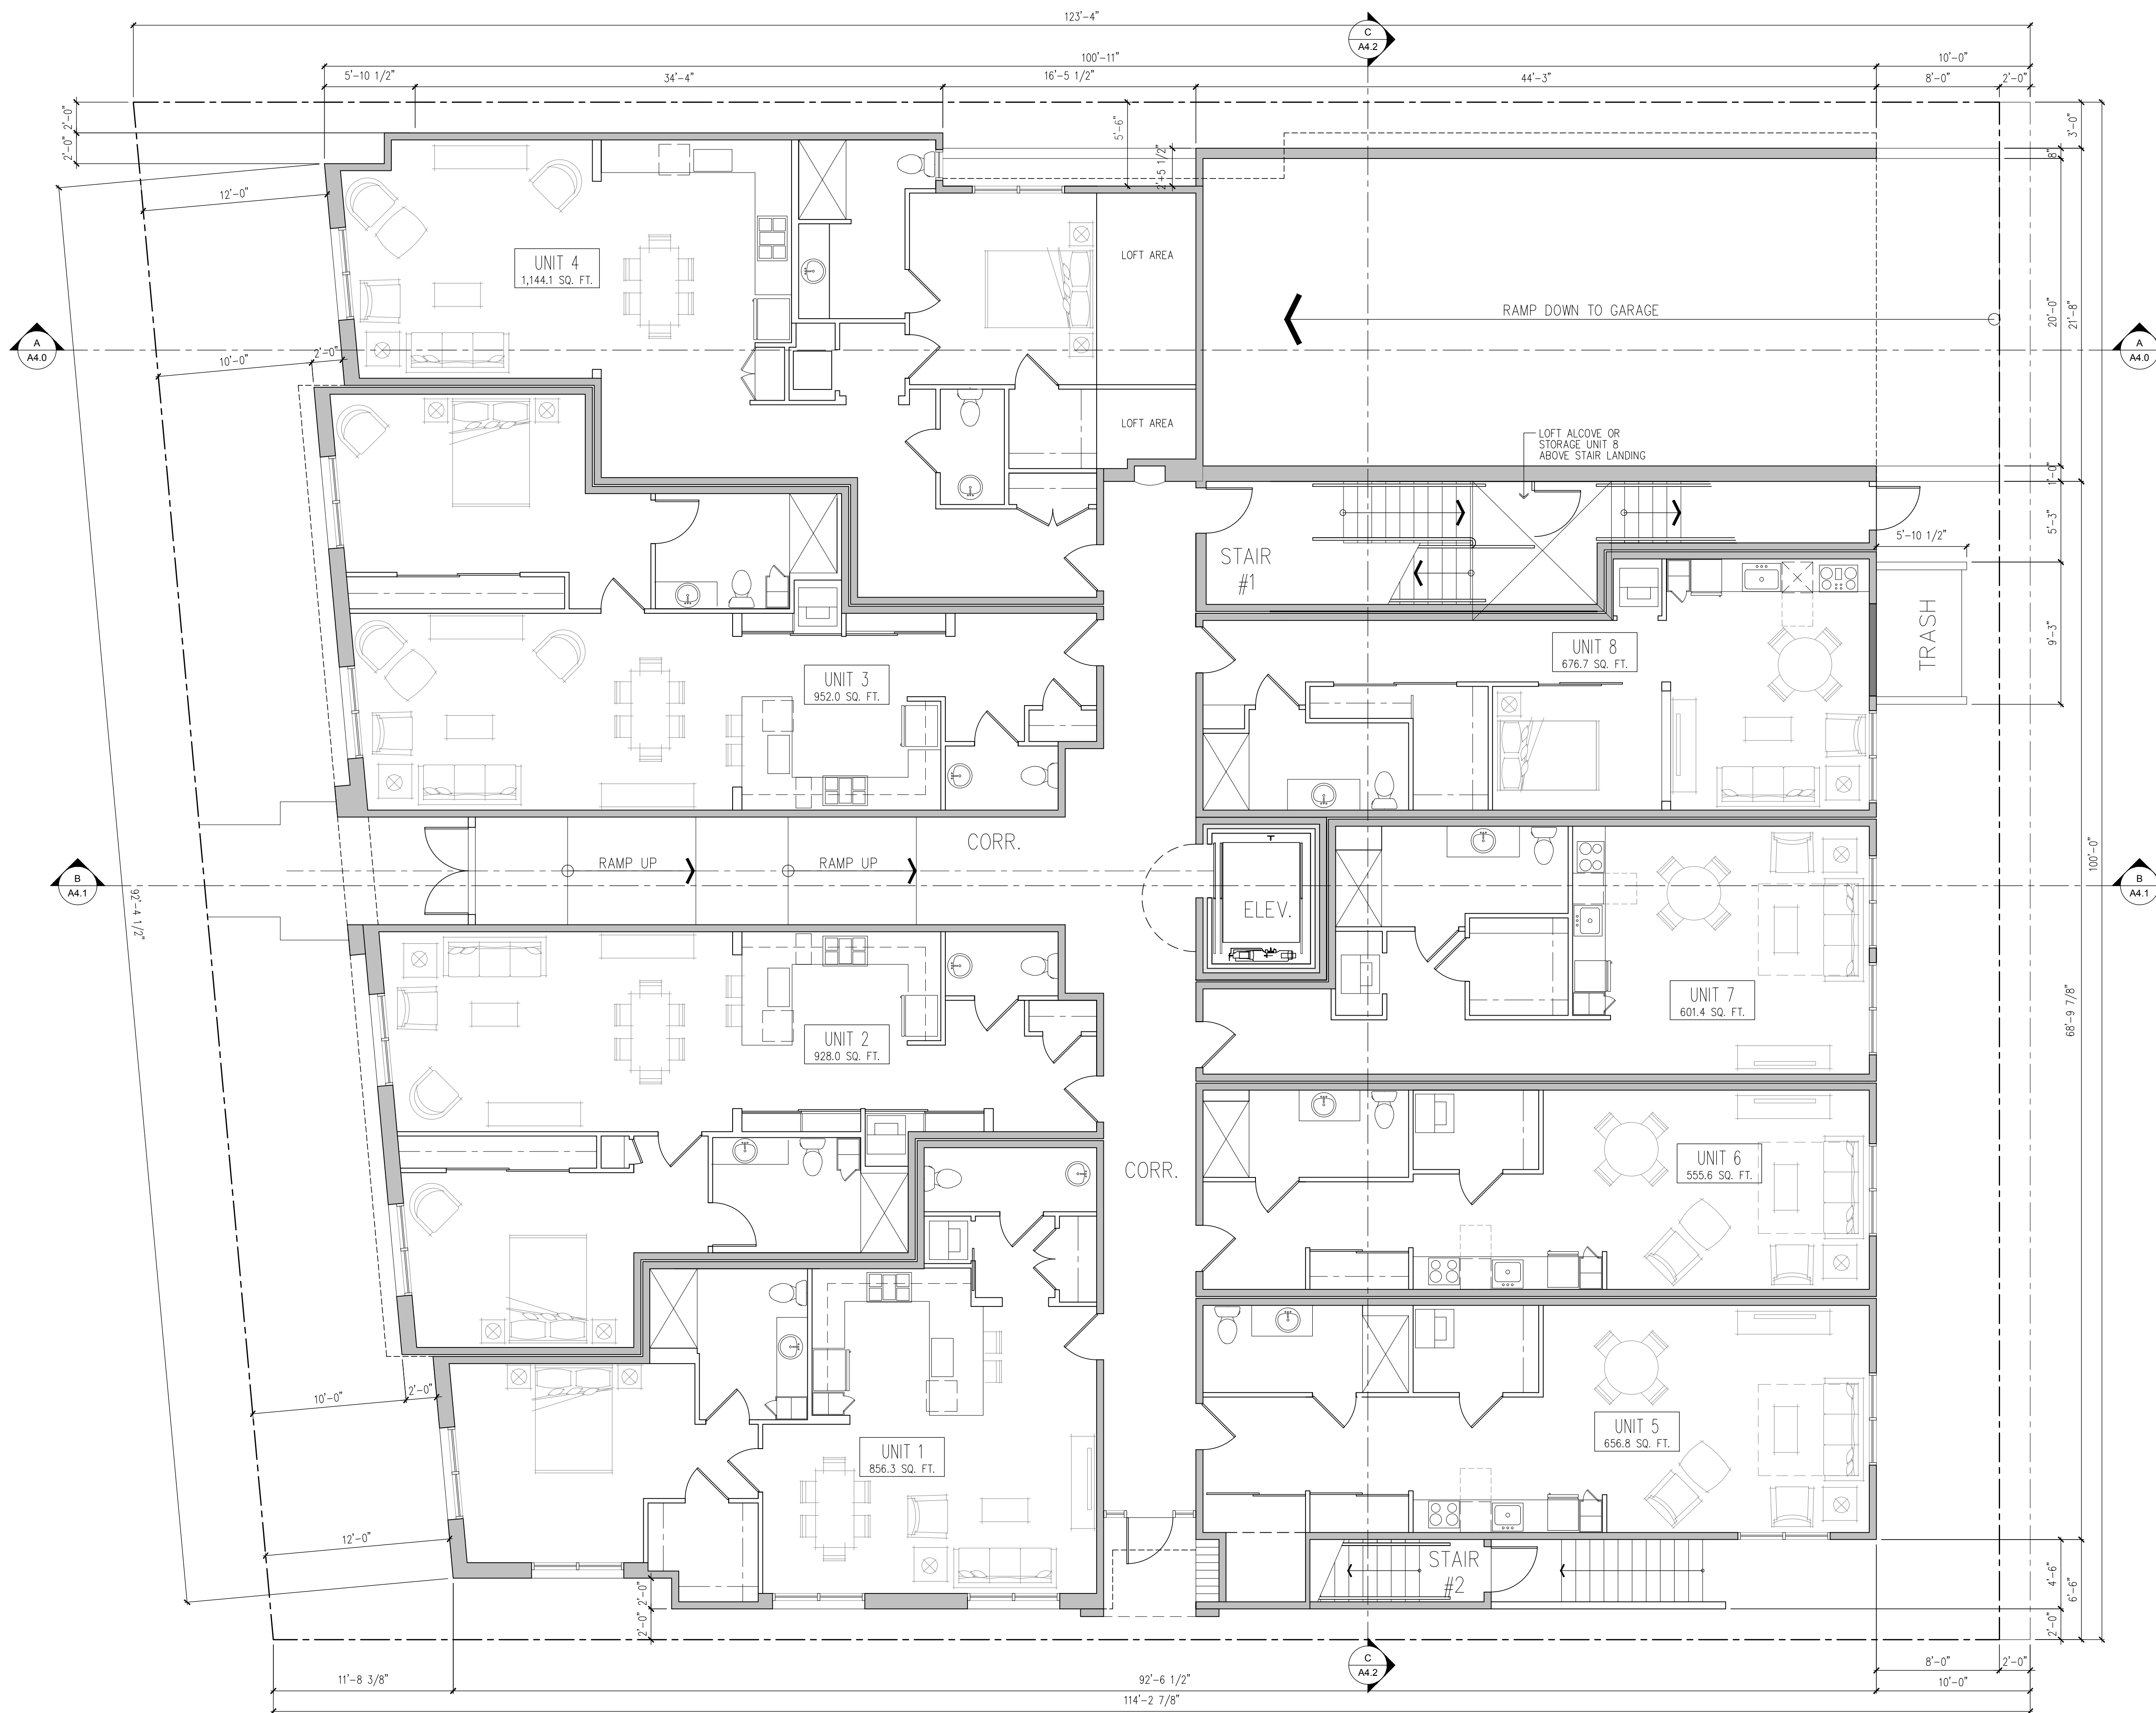 123'-4"
C
A4.2
100'-11"
10'-0"
5'-10 1/2"
34'-4"
16'-5 1/2"
44'-3"
8'-0"
2'-0"
2'-0"
2'-0"
5'-6"
2'-5 1/2"
3'-0"
8"
12'-0"
UNIT 4
1,144.1 SQ. FT.
LOFT AREA
RAMP DOWN TO GARAGE
20'-0"
21'-8"
A
A4.0
A
A4.0
10'-0"
2'-0"
LOFT AREA
LOFT ALCOVE OR
STORAGE UNIT 8
ABOVE STAIR LANDING
1'-0"
5'-3"
5'-10 1/2"
STAIR
#1
TRASH
9'-3"
UNIT 8
676.7 SQ. FT.
UNIT 3
952.0 SQ. FT.
CORR.
RAMP UP
RAMP UP
100'-0"
B
A4.1
B
A4.1
92'-4 1/2"
ELEV.
UNIT 7
601.4 SQ. FT.
68'-9 7/8"
UNIT 2
928.0 SQ. FT.
CORR.
UNIT 6
555.6 SQ. FT.
10'-0"
2'-0"
UNIT 1
856.3 SQ. FT.
UNIT 5
656.8 SQ. FT.
12'-0"
STAIR
#2
2'-0"
2'-0"
4'-6"
6'-6"
2'-0"
C
A4.2
11'-8 3/8"
92'-6 1/2"
8'-0"
2'-0"
10'-0"
114'-2 7/8"